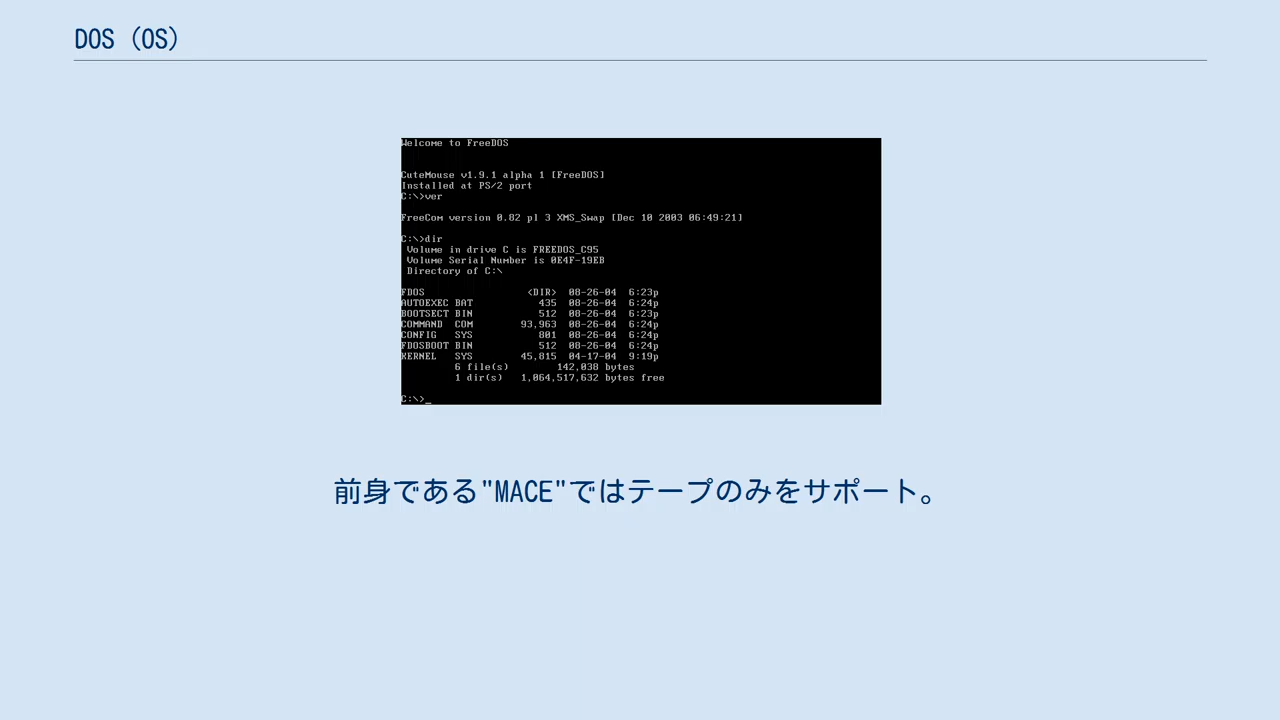 DOS (OS)
Welcome to FreeDOS
CuteMouse v1.9.1 alpha 1 [FreeDOS]
Installed at PS/2 port
C:\>ver
FreeCom version 0.82 pl 3 XMS_Swap [Dec 10 2003 06:49:21]
C:\>dir
Volume in drive C is FREEDOS_C95
Volume Serial Number is 0E4F-19EB
Directory of C:\
FDOS <DIR> 08-26-04 6:23p
AUTOEXEC BAT 435 08-26-04 6:24p
BOOTSECT BIN 512 08-26-04 6:23p
COMMAND COM 93,963 08-26-04 6:24p
CONFIG SYS 801 08-26-04 6:24p
FDOSBOOT BIN 512 08-26-04 6:24p
KERNEL SYS 45,815 04-17-04 9:19p
6 file(s) 142,038 bytes
1 dir(s) 1,064,517,632 bytes free
C:\>_
前身である"MACE"ではテープのみをサポート。